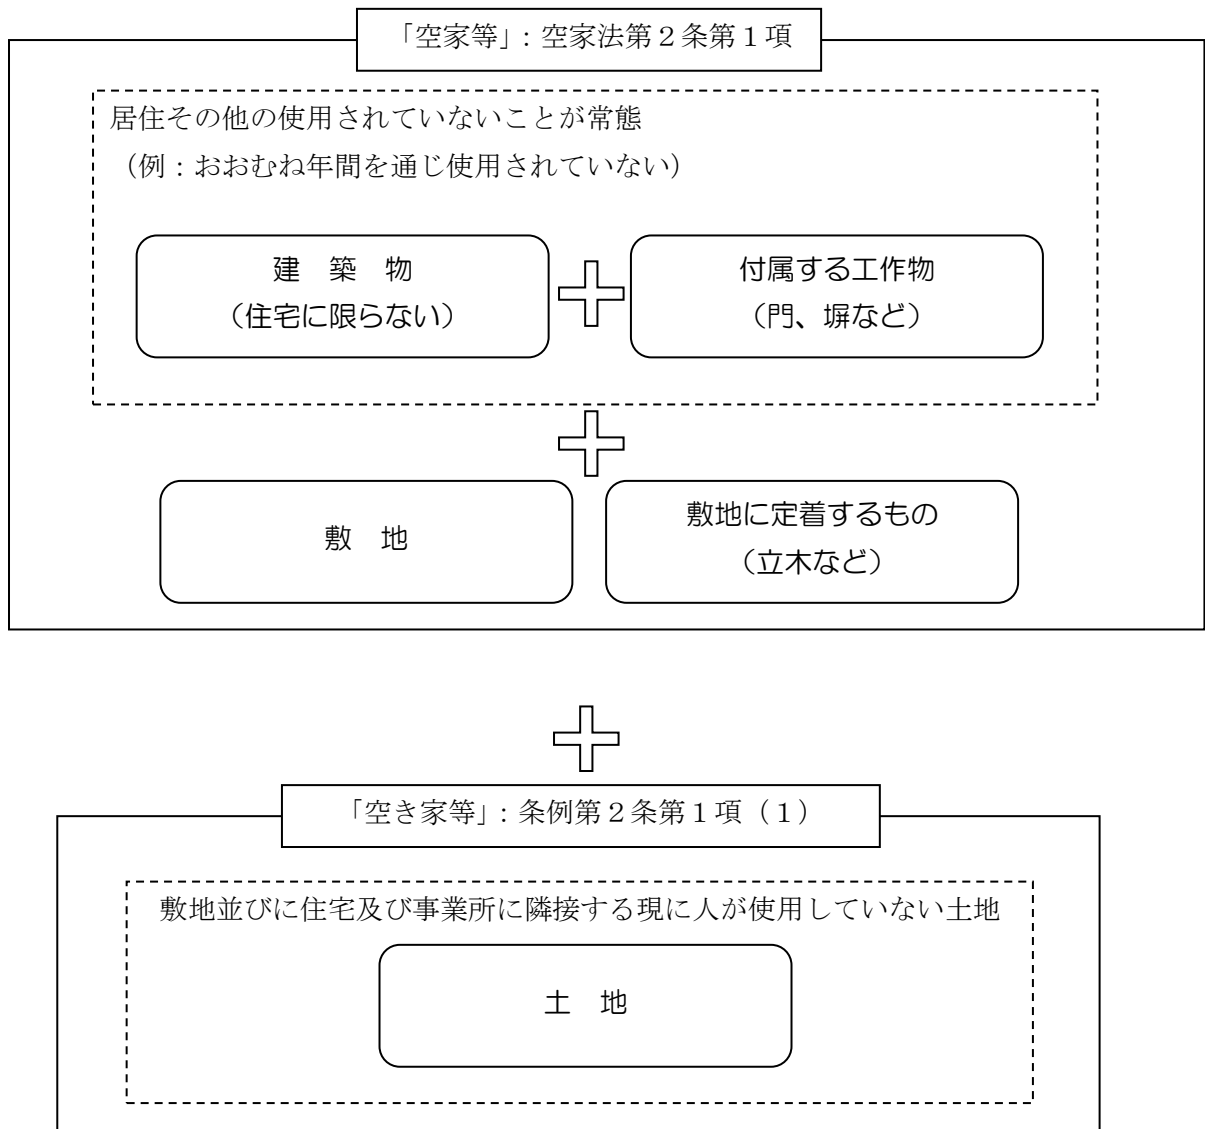 「空家等」：空家法第２条第１項
居住その他の使用されていないことが常態
（例：おおむね年間を通じ使用されていない）
建　築　物
（住宅に限らない）
付属する工作物
（門、塀など）
敷　地
敷地に定着するもの
（立木など）
「空き家等」：条例第２条第１項（１）
敷地並びに住宅及び事業所に隣接する現に人が使用していない土地
土　地